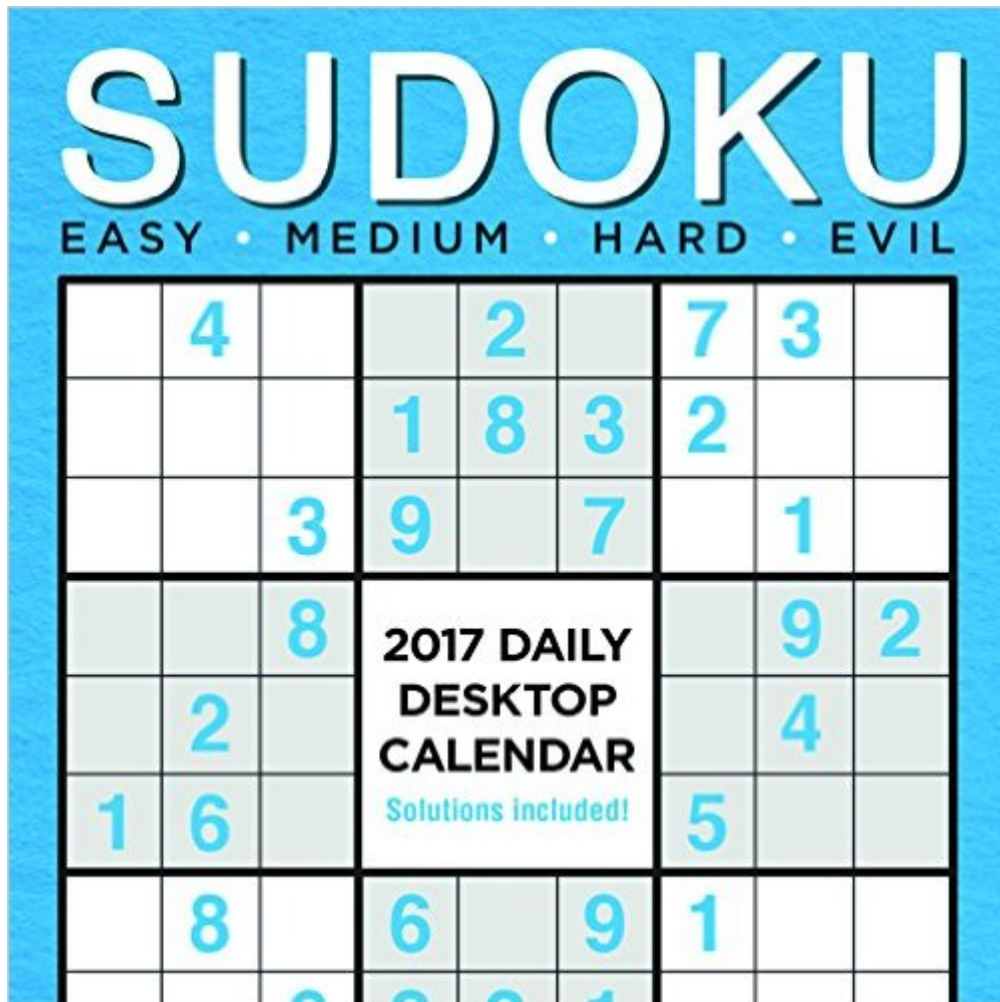 SUDOKU
EASY • MEDIUM • HARD • EVIL
4 2 7 3
1 8 3 2
3 9 7 1
8 9 2
2 4
1 6 5
2017 DAILY
DESKTOP
CALENDAR
Solutions included!
8 6 9 1